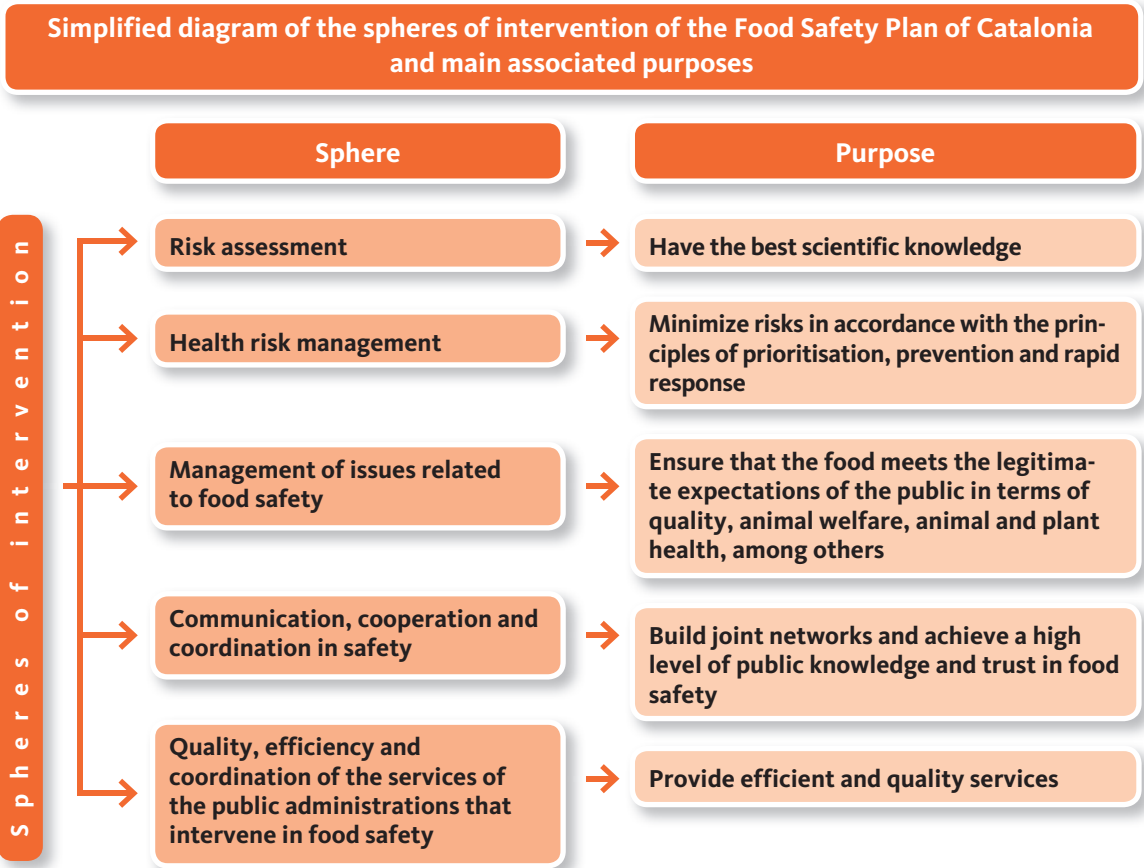 Simplified diagram of the spheres of intervention of the Food Safety Plan of Catalonia
and main associated purposes
Sphere
Purpose
Spheres of intervention
Risk assessment
Have the best scientific knowledge
Health risk management
Minimize risks in accordance with the prin-
ciples of prioritisation, prevention and rapid
response
Management of issues related
to food safety
Ensure that the food meets the legitima-
te expectations of the public in terms of
quality, animal welfare, animal and plant
health, among others
Communication, cooperation and
coordination in safety
Build joint networks and achieve a high
level of public knowledge and trust in food
safety
Quality, efficiency and
coordination of the services of
the public administrations that
intervene in food safety
Provide efficient and quality services